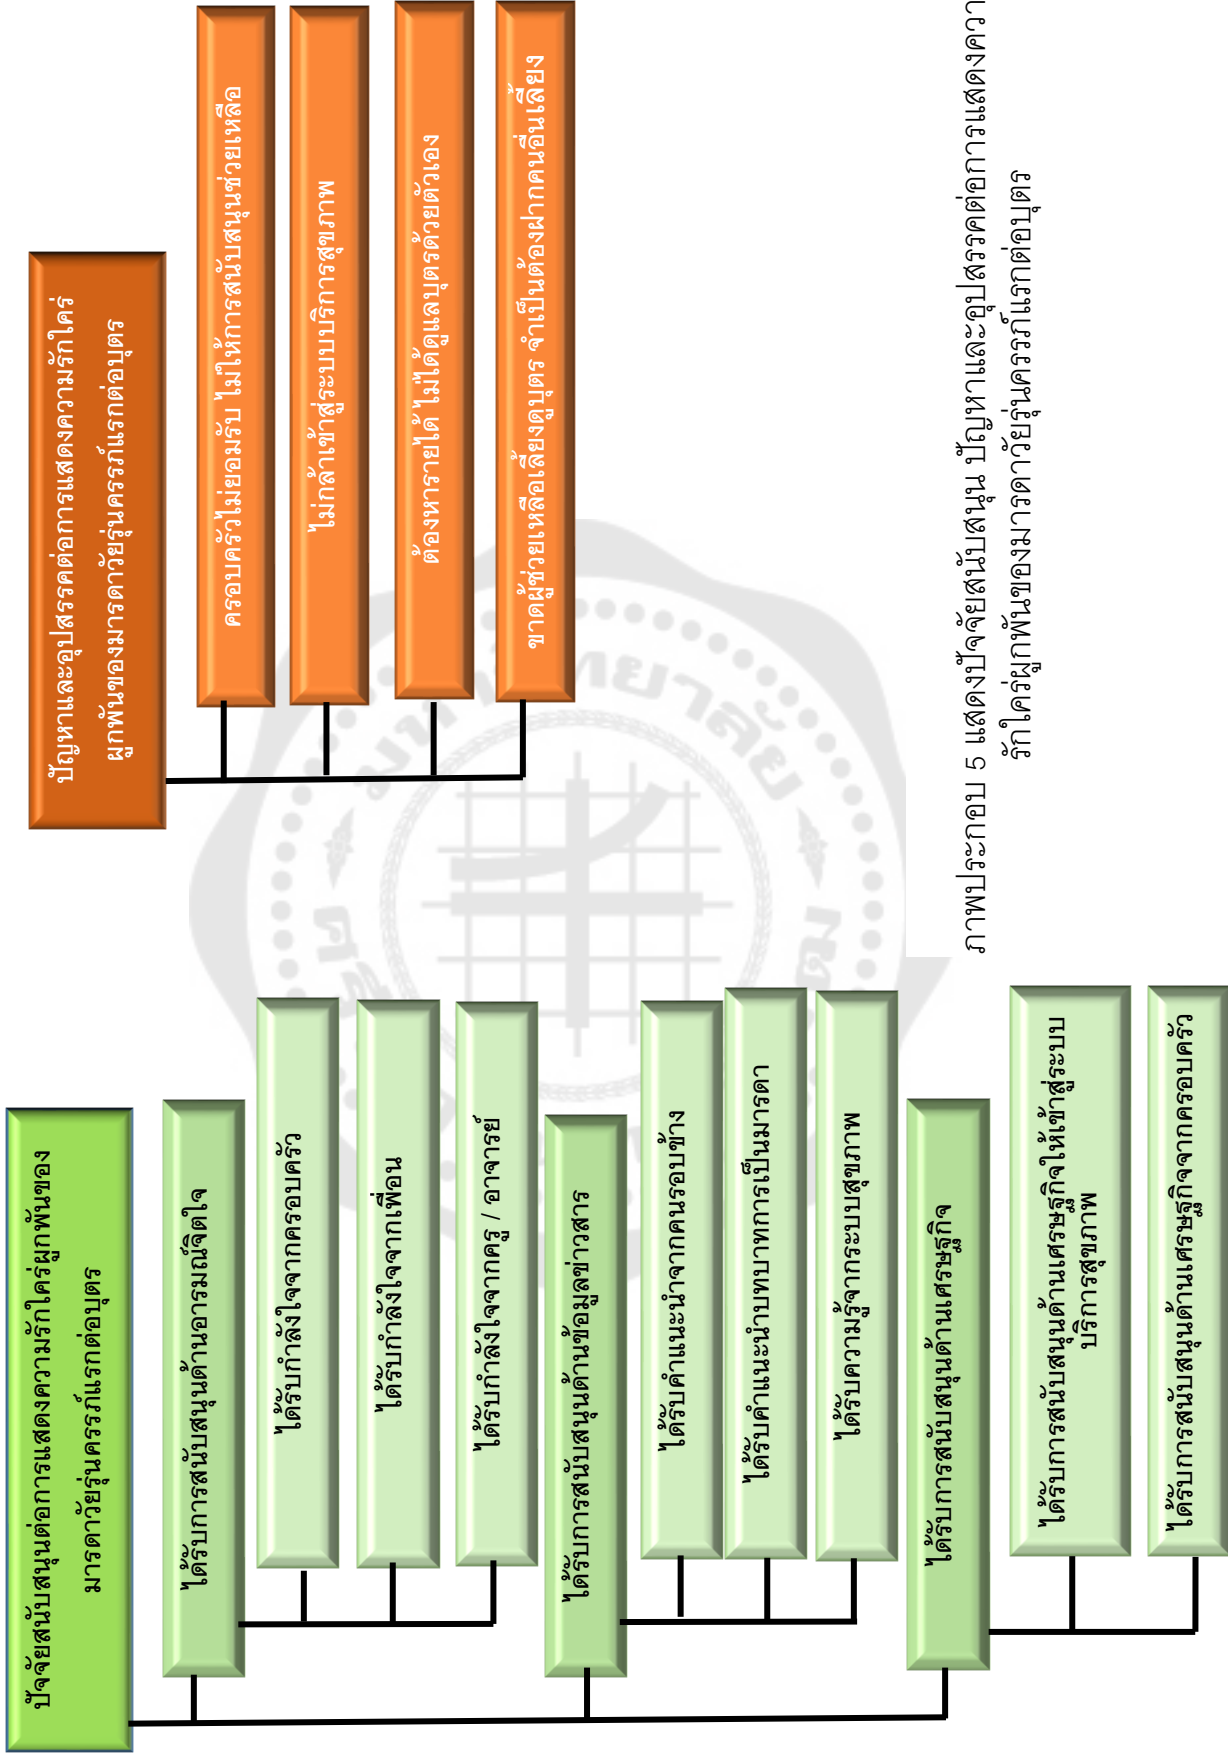 ปัจจัยสนับสนุนต่อการแสดงความรักใคร่ผูกพันของ
มารดาวัยรุ่นครรภ์แรกต่อบุตร
ได้รับการสนับสนุนด้านอารมณ์จิตใจ
ได้รับกำลังใจจากครอบครัว
ได้รับกำลังใจจากเพื่อน
ได้รับกำลังใจจากครู / อาจารย์
ได้รับการสนับสนุนด้านข้อมูลข่าวสาร
ได้รับคำแนะนำจากคนรอบข้าง
ได้รับคำแนะนำบทบาทการเป็นมารดา
ได้รับความรู้จากระบบสุขภาพ
ได้รับการสนับสนุนด้านเศรษฐกิจ
ได้รับการสนับสนุนด้านเศรษฐกิจให้เข้าสู่ระบบ
บริการสุขภาพ
ได้รับการสนับสนุนด้านเศรษฐกิจจากครอบครัว
ปัญหาและอุปสรรคต่อการแสดงความรักใคร่
ผูกพันของมารดาวัยรุ่นครรภ์แรกต่อบุตร
ครอบครัวไม่ยอมรับ ไม่ให้การสนับสนุนช่วยเหลือ
ไม่กล้าเข้าสู่ระบบบริการสุขภาพ
ต้องหารายได้ ไม่ได้ดูแลบุตรด้วยตัวเอง
ขาดผู้ช่วยเหลือเลี้ยงดูบุตร จำเป็นต้องฝากคนอื่นเลี้ยง
ภาพประกอบ 5 แสดงปัจจัยสนับสนุน ปัญหาและอุปสรรคต่อการแสดงควา
รักใคร่ผูกพันของมารดาวัยรุ่นครรภ์แรกต่อบุตร